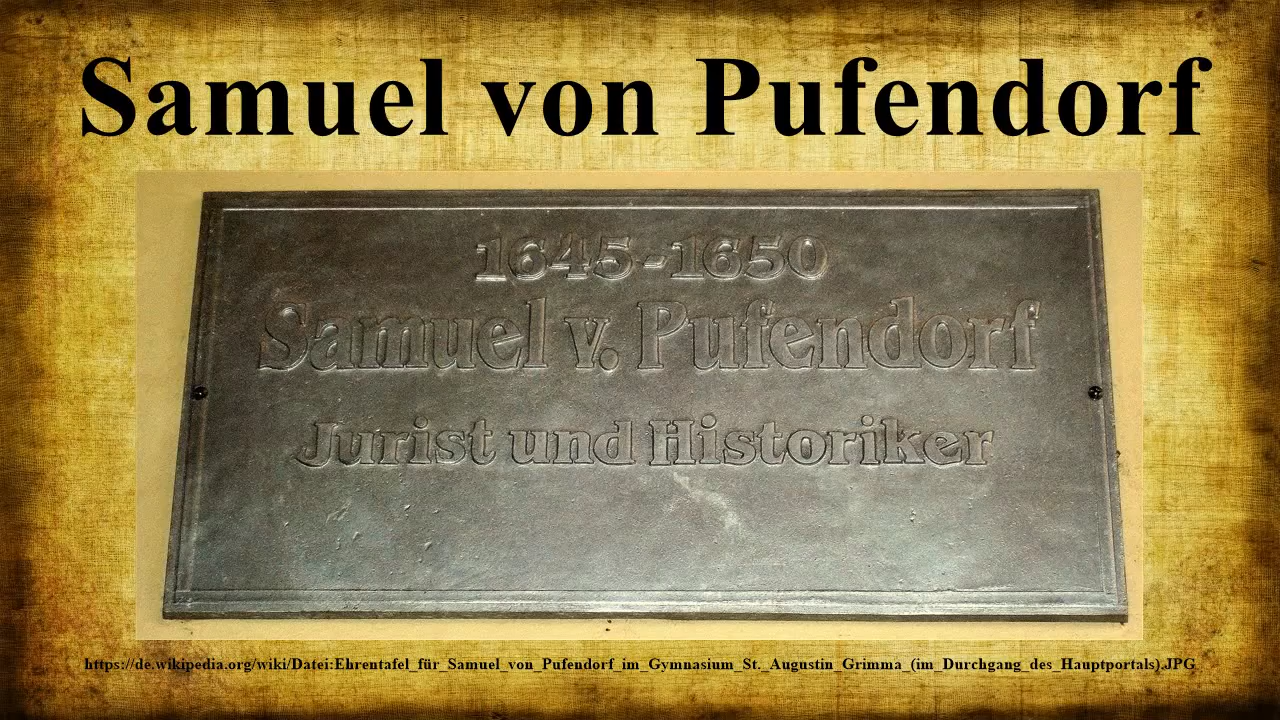 Samuel von Pufendorf
1645-1650
Samuel v. Pufendorf
Jurist und Historiker
https://de.wikipedia.org/wiki/Datei:Ehrentafel_für_Samuel_von_Pufendorf_im_Gymnasium_St._Augustin_Grimma_(im_Durchgang_des_Hauptportals).JPG